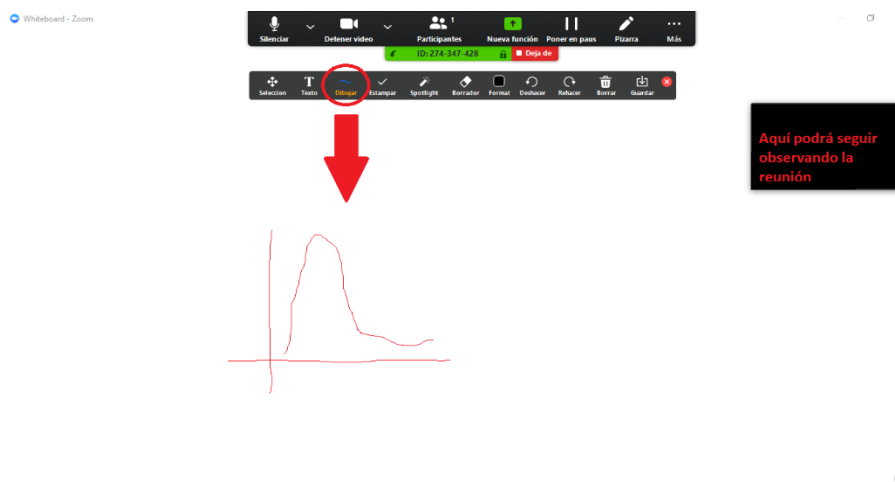 Whiteboard - Zoom
1
Silenciar Detener video Participantes Nueva función Poner en paus Pizarra Más
ID: 274-347-428 Deja de
Seleccion Texto Dibujar Estampar Spotlight Borrador Format Deshacer Rehacer Borrar Guardar
Aquí podrá seguir
observando la
reunión